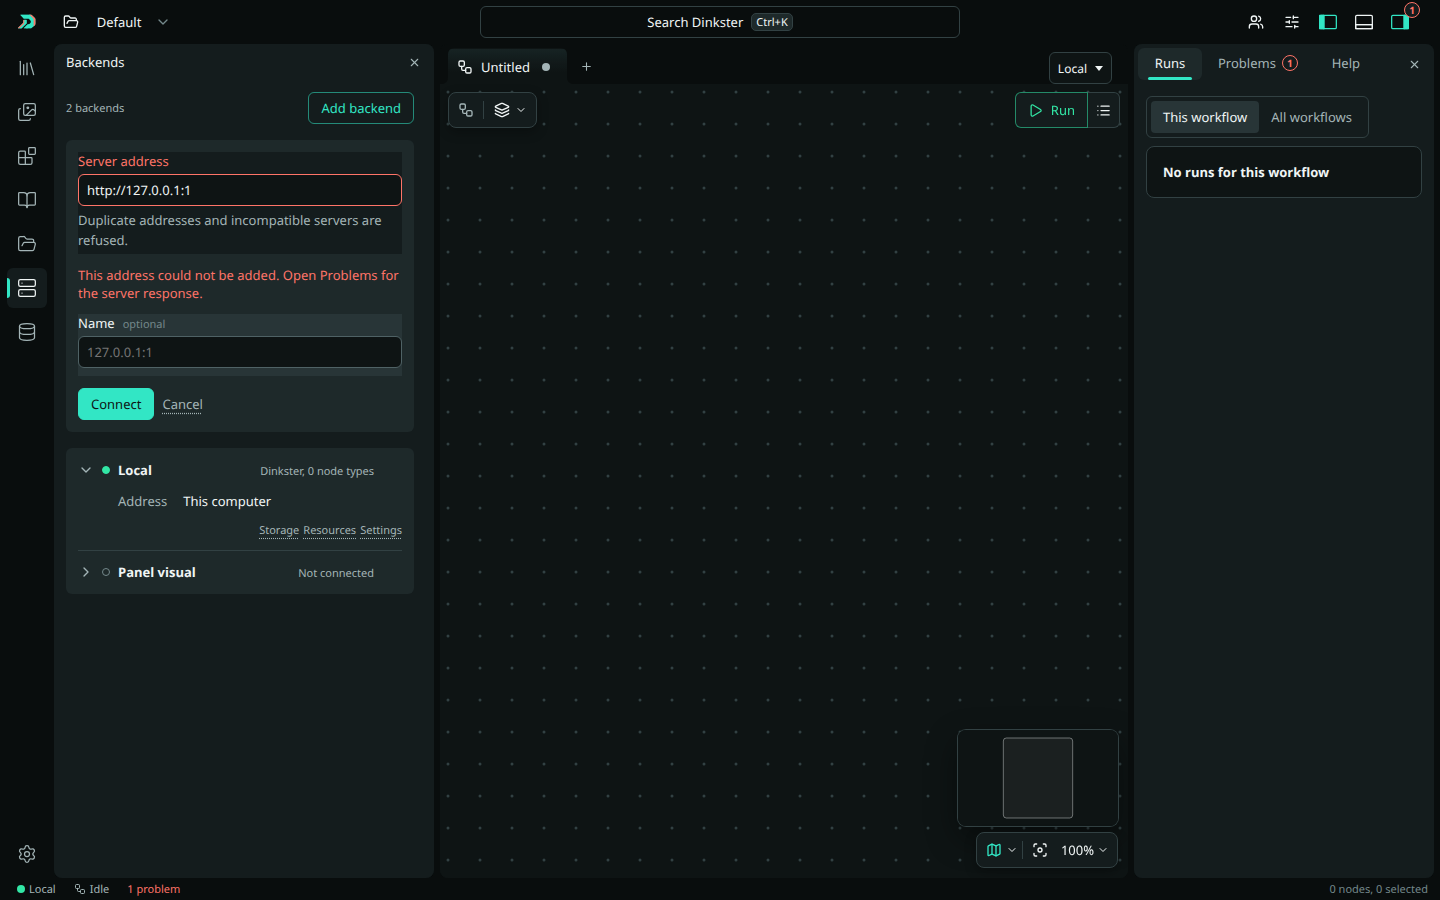 Default
Search Dinkster Ctrl+K
1
Backends
2 backends
Add backend
Server address
http://127.0.0.1:1
Duplicate addresses and incompatible servers are
refused.
This address could not be added. Open Problems for
the server response.
Name optional
127.0.0.1:1
Connect Cancel
Local Dinkster, 0 node types
Address This computer
Storage Resources Settings
Panel visual Not connected
Untitled
Local
Run
100%
Runs Problems 1 Help
This workflow All workflows
No runs for this workflow
Local Idle 1 problem
0 nodes, 0 selected